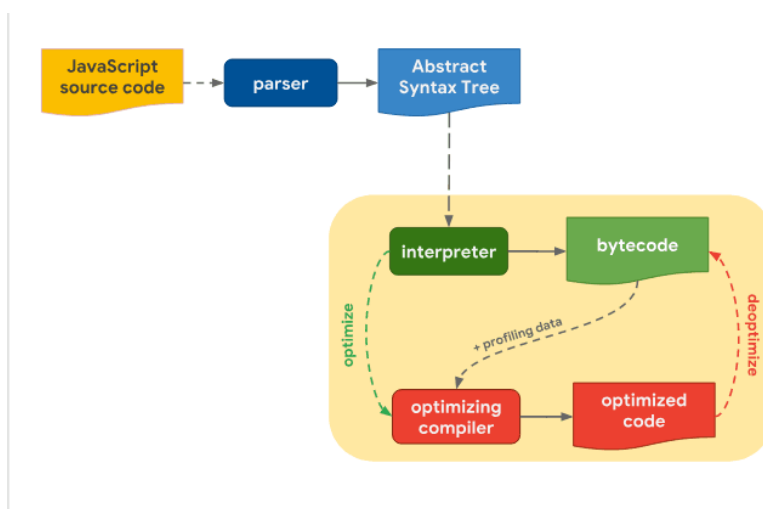 JavaScript
source code
parser
Abstract
Syntax Tree
interpreter
bytecode
optimize
+ profiling data
deoptimize
optimizing
compiler
optimized
code